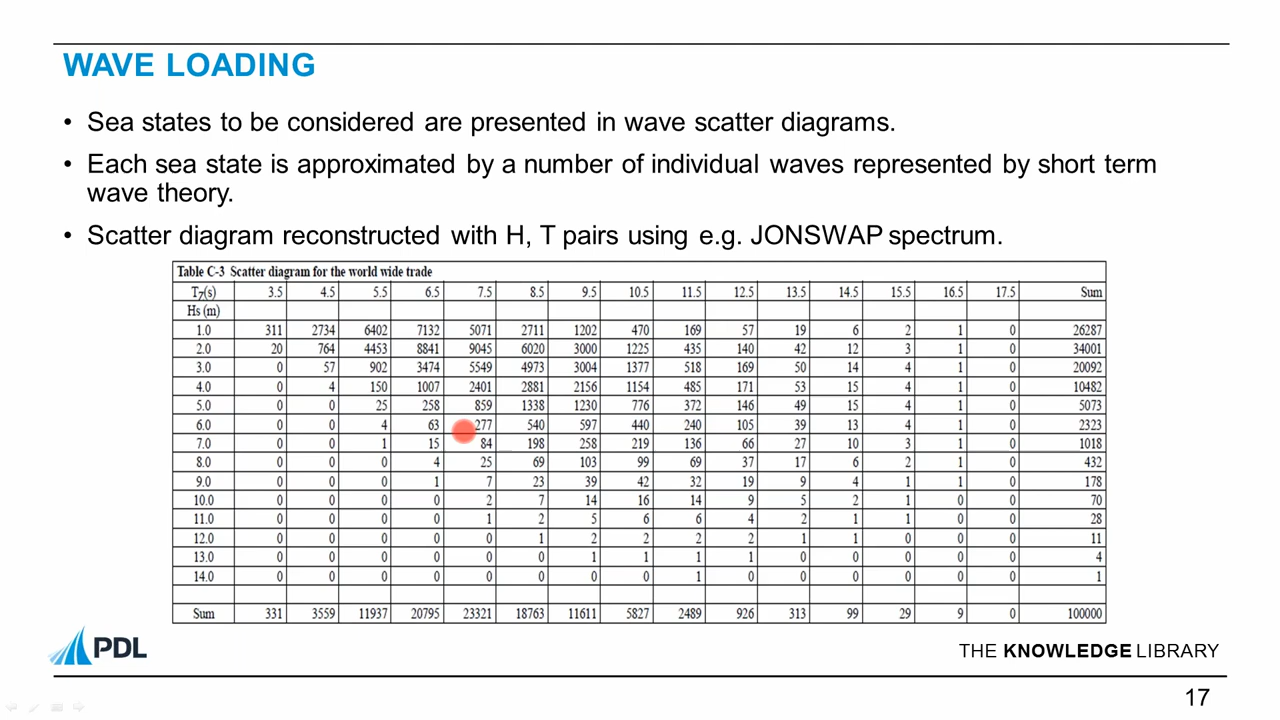 WAVE LOADING
• Sea states to be considered are presented in wave scatter diagrams.
• Each sea state is approximated by a number of individual waves represented by short term
wave theory.
• Scatter diagram reconstructed with H, T pairs using e.g. JONSWAP spectrum.
Table C-3 Scatter diagram for the world wide trade
Tz(s) 3.5 4.5 5.5 6.5 7.5 8.5 9.5 10.5 11.5 12.5 13.5 14.5 15.5 16.5 17.5 Sum
Hs (m)
1.0 311 2734 6402 7132 5071 2711 1202 470 169 57 19 6 2 1 0 26287
2.0 20 764 4453 8841 9045 6020 3000 1225 435 140 42 12 3 1 0 34001
3.0 0 57 902 3474 5549 4973 3004 1377 518 169 50 14 4 1 0 20092
4.0 0 4 150 1007 2401 2881 2156 1154 485 171 53 15 4 1 0 10482
5.0 0 0 25 258 859 1338 1230 776 372 146 49 15 4 1 0 5073
6.0 0 0 4 63 277 540 597 440 240 105 39 13 4 1 0 2323
7.0 0 0 1 15 84 198 258 219 136 66 27 10 3 1 0 1018
8.0 0 0 0 4 25 69 103 99 69 37 17 6 2 1 0 432
9.0 0 0 0 1 7 23 39 42 32 19 9 4 1 1 0 178
10.0 0 0 0 0 2 7 14 16 14 9 5 2 1 0 0 70
11.0 0 0 0 0 1 2 5 6 6 4 2 1 1 0 0 28
12.0 0 0 0 0 0 1 2 2 2 2 1 1 0 0 0 11
13.0 0 0 0 0 0 0 1 1 1 1 0 0 0 0 0 4
14.0 0 0 0 0 0 0 0 0 1 0 0 0 0 0 0 1
Sum 331 3559 11937 20795 23321 18763 11611 5827 2489 926 313 99 29 9 0 100000
PDL
THE KNOWLEDGE LIBRARY
17